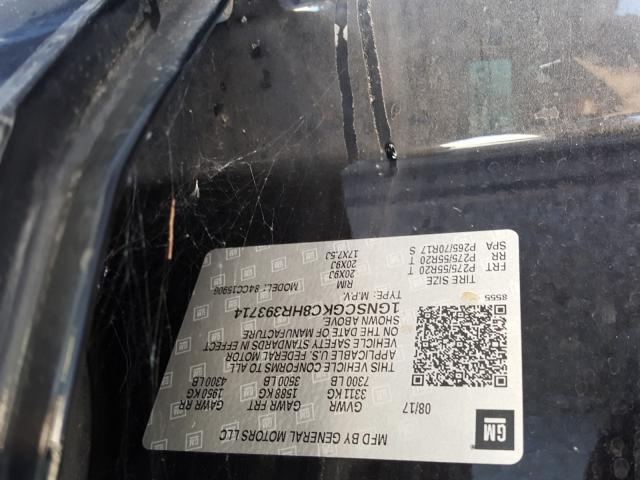 GM
MFD BY GENERAL MOTORS LLC
08/17
GVWR
GAWR FRT
GAWR RR
3311 KG
1588 KG
1950 KG
7300 LB
3500 LB
4300 LB
THIS VEHICLE CONFORMS TO ALL
APPLICABLE U.S. FEDERAL MOTOR
VEHICLE SAFETY STANDARDS IN EFFECT
ON THE DATE OF MANUFACTURE
SHOWN ABOVE.
1GNSCGKC8HR393714
TYPE: M.P.V.
MODEL: 84CC15906
8555
TIRE SIZE
RIM
FRT P275/55R20 T
20X9J
RR P275/55R20 T
20X9J
SPA P265/70R17 S
17X7.5J